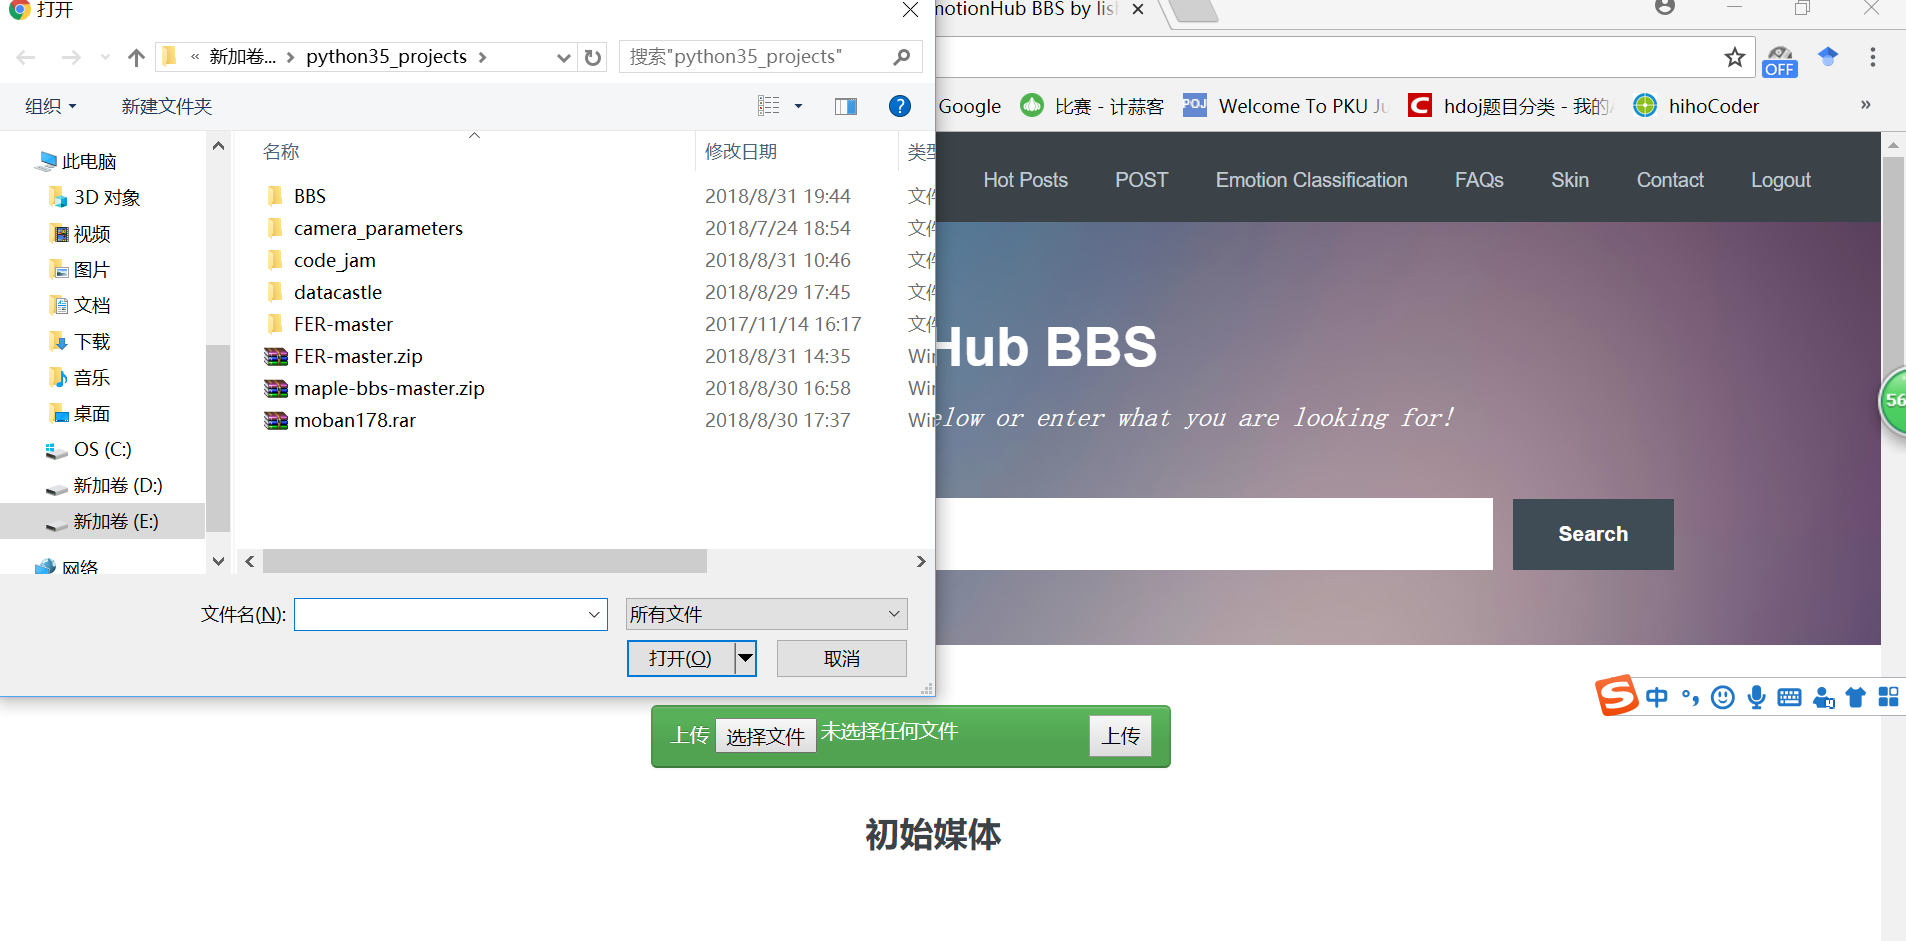 打开
motionHub BBS by lisl
« 新加卷... › python35_projects ›
搜索"python35_projects"
OFF
组织
新建文件夹
Google
比赛 - 计蒜客
POJ
Welcome To PKU Ju
C
hdoj题目分类 - 我的
hihoCoder
»
此电脑
3D 对象
视频
图片
文档
下载
音乐
桌面
OS (C:)
新加卷 (D:)
新加卷 (E:)
网络
名称 修改日期 类型
BBS 2018/8/31 19:44 文件
camera_parameters 2018/7/24 18:54 文件
code_jam 2018/8/31 10:46 文件
datacastle 2018/8/29 17:45 文件
FER-master 2017/11/14 16:17 文件
FER-master.zip 2018/8/31 14:35 Win
maple-bbs-master.zip 2018/8/30 16:58 Win
moban178.rar 2018/8/30 17:37 Win
文件名(N):
所有文件
打开(O)
取消
Hot Posts POST Emotion Classification FAQs Skin Contact Logout
Hub BBS
elow or enter what you are looking for!
Search
56
S 中
上传 选择文件 未选择任何文件 上传
初始媒体